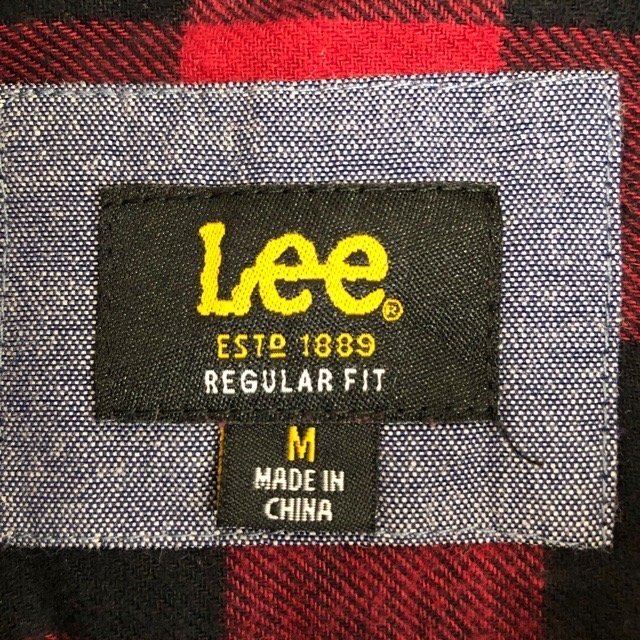 Lee®
ESTD 1889
REGULAR FIT
M
MADE IN
CHINA